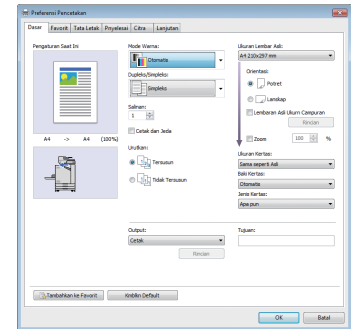 Preferensi Pencetakan
Dasar Favorit Tata Letak Pnyelesai Citra Lanjutan
Pengaturan Saat Ini
A4 -> A4 (100%)
Mode Warna:
Otomatis
Dupleks/Simpleks:
Simpleks
Salinan:
1
Cetak dan Jeda
Urutkan:
Tersusun
Tidak Tersusun
Output:
Cetak
Rincian
Ukuran Lembar Asli:
A4 210x297 mm
Orientasi:
Potret
Lanskap
Lembaran Asli Ukurn Campuran
Rincian
Zoom 100 %
Ukuran Kertas:
Sama seperti Asli
Baki Kertas:
Otomatis
Jenis Kertas:
Apa pun
Tujuan:
Tambahkan ke Favorit
Knblikn Default
OK Batal